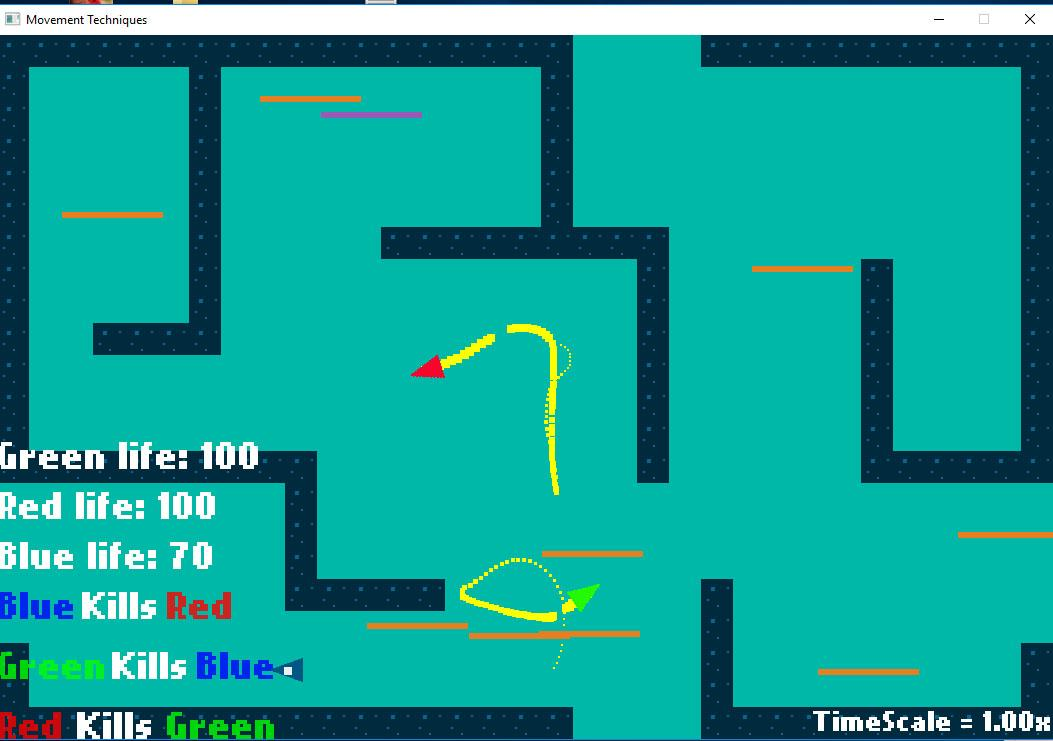 Movement Techniques
Green life: 100
Red life: 100
Blue life: 70
Blue Kills Red
Green Kills Blue
Red Kills Green
TimeScale = 1.00x